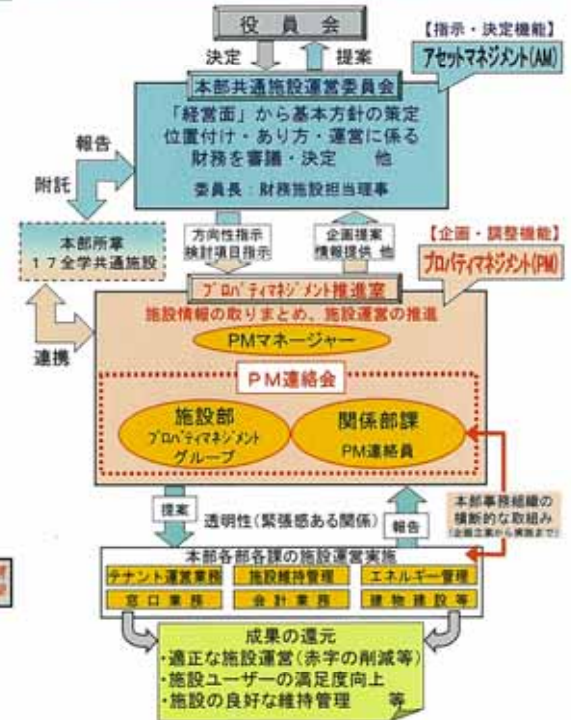 役 員 会
【指示・決定機能】
アセットマネジメント(AM)
決定
提案
本部共通施設運営委員会
「経営面」から基本方針の策定
位置付け・あり方・運営に係る
財務を審議・決定　他
委員長：財務施設担当理事
報告
附託
本部所掌
１７全学共通施設
方向性指示
検討項目指示
企画提案
情報提供 他
【企画・調整機能】
プロパティマネジメント(PM)
プロパティマネジメント推進室
施設情報の取りまとめ、施設運営の推進
PMマネージャー
連携
ＰＭ連絡会
施設部
プロパティマネジメント
グループ
関係部課
PM連絡員
提案
透明性(緊張感ある関係)
報告
本部事務組織の
横断的な取組み
(企画立案から実施まで)
本部各部各課の施設運営実施
テナント運営業務
施設維持管理
エネルギー管理
窓口業務
会計業務
建物建設等
成果の還元
・適正な施設運営(赤字の削減等)
・施設ユーザーの満足度向上
・施設の良好な維持管理　等